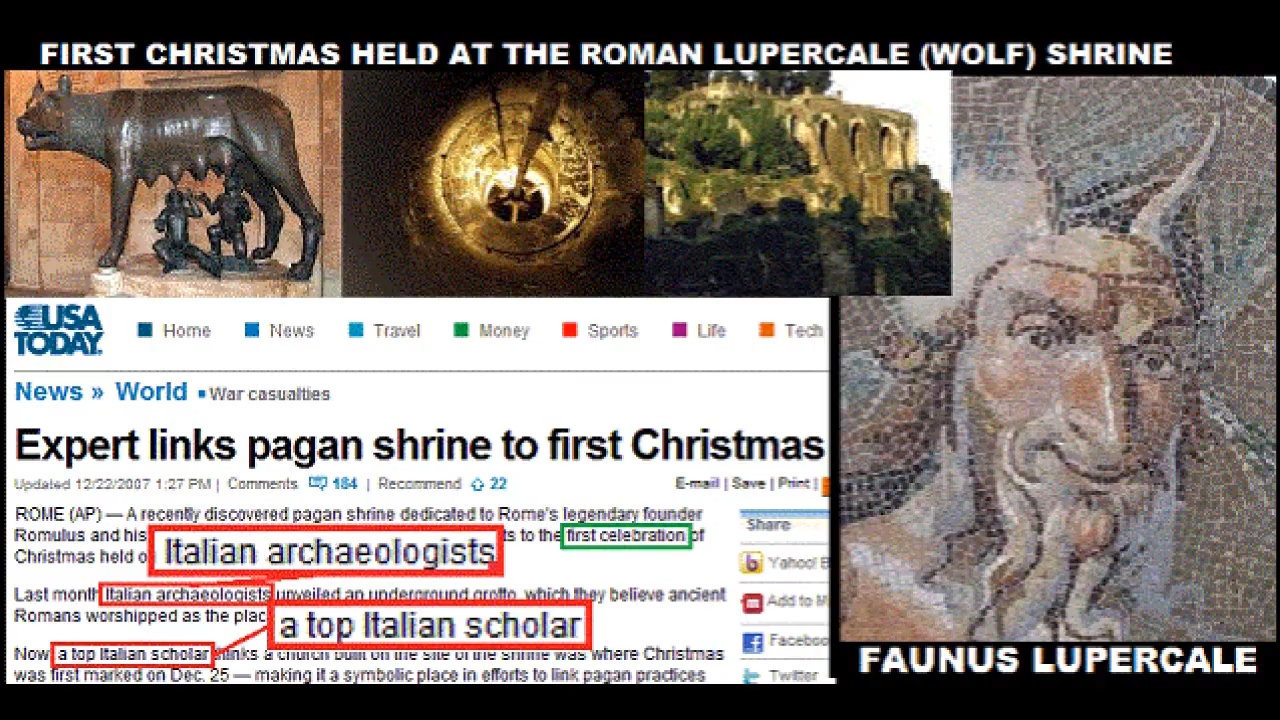 FIRST CHRISTMAS HELD AT THE ROMAN LUPERCALE (WOLF) SHRINE
USA
TODAY.
Home News Travel Money Sports Life Tech
News » World ▪ War casualties
Expert links pagan shrine to first Christmas
Updated 12/22/2007 1:27 PM | Comments 184 | Recommend 22 E-mail | Save | Print |
ROME (AP) — A recently discovered pagan shrine dedicated to Rome's legendary founder
Romulus and his to the first celebration of
Christmas held
Italian archaeologists
Last month Italian archaeologists unveiled an underground grotto, which they believe ancient
Romans worshipped as the
a top Italian scholar
Now a top Italian scholar a church built on the site of the shrine was where Christmas
was first marked on Dec. 25 — making it a symbolic place in efforts to link pagan practices
Share
Yahoo! B
Add to
Faceboo
Twitter
FAUNUS LUPERCALE